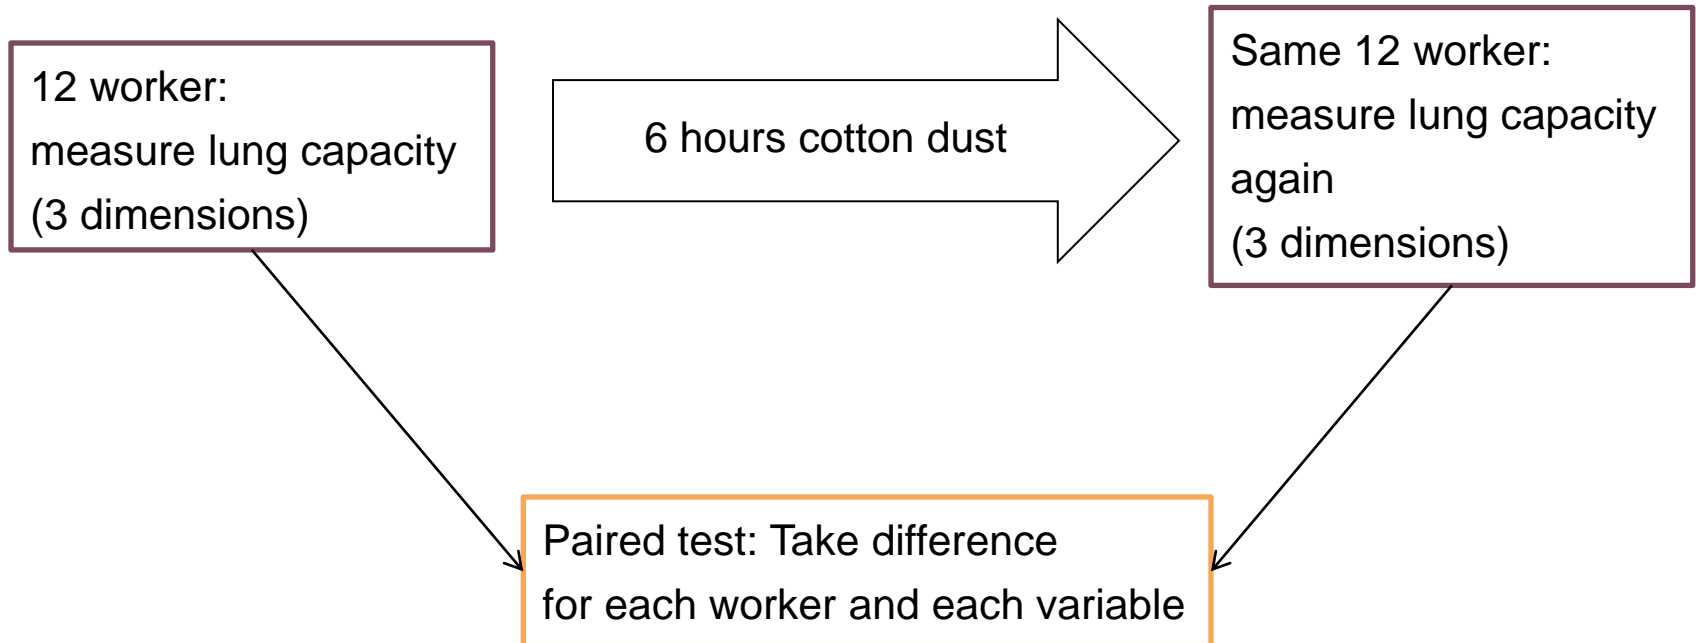 12 worker:
measure lung capacity
(3 dimensions)
6 hours cotton dust
Same 12 worker:
measure lung capacity
again
(3 dimensions)
Paired test: Take difference
for each worker and each variable